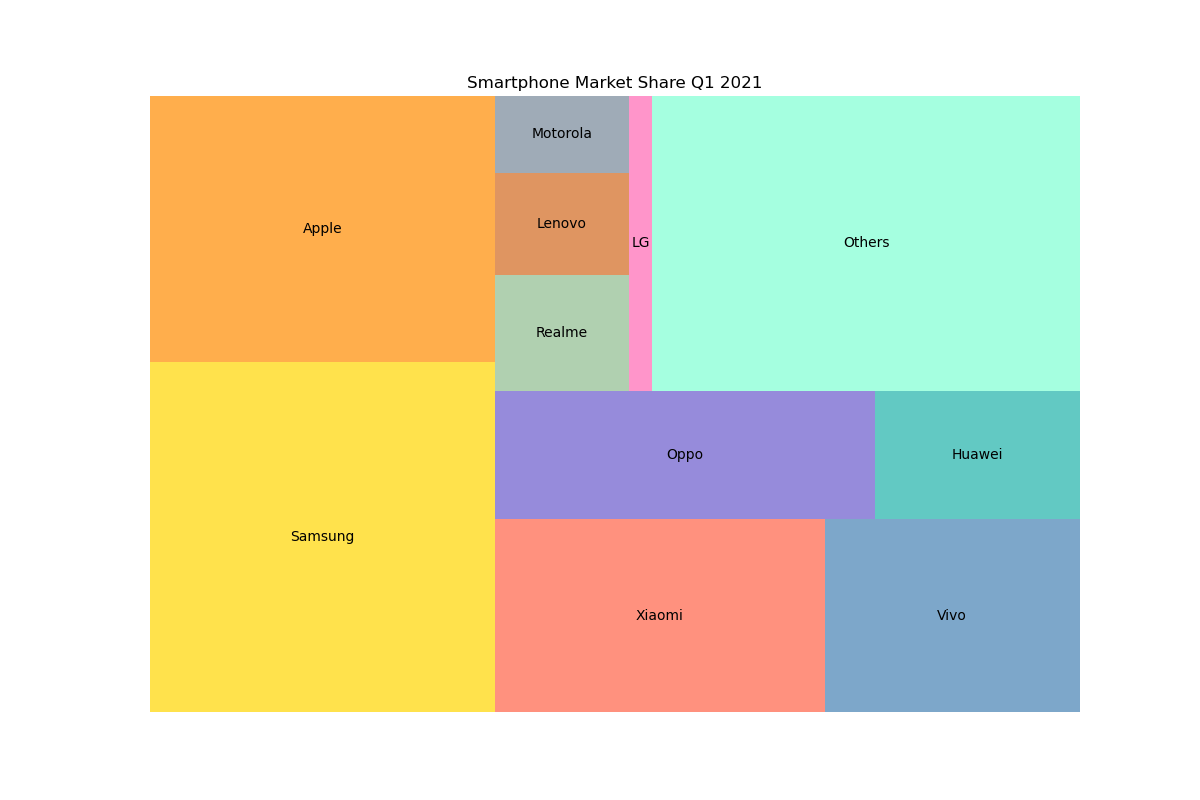 Smartphone Market Share Q1 2021
Motorola
Apple
Lenovo
LG
Others
Realme
Oppo
Huawei
Samsung
Xiaomi
Vivo